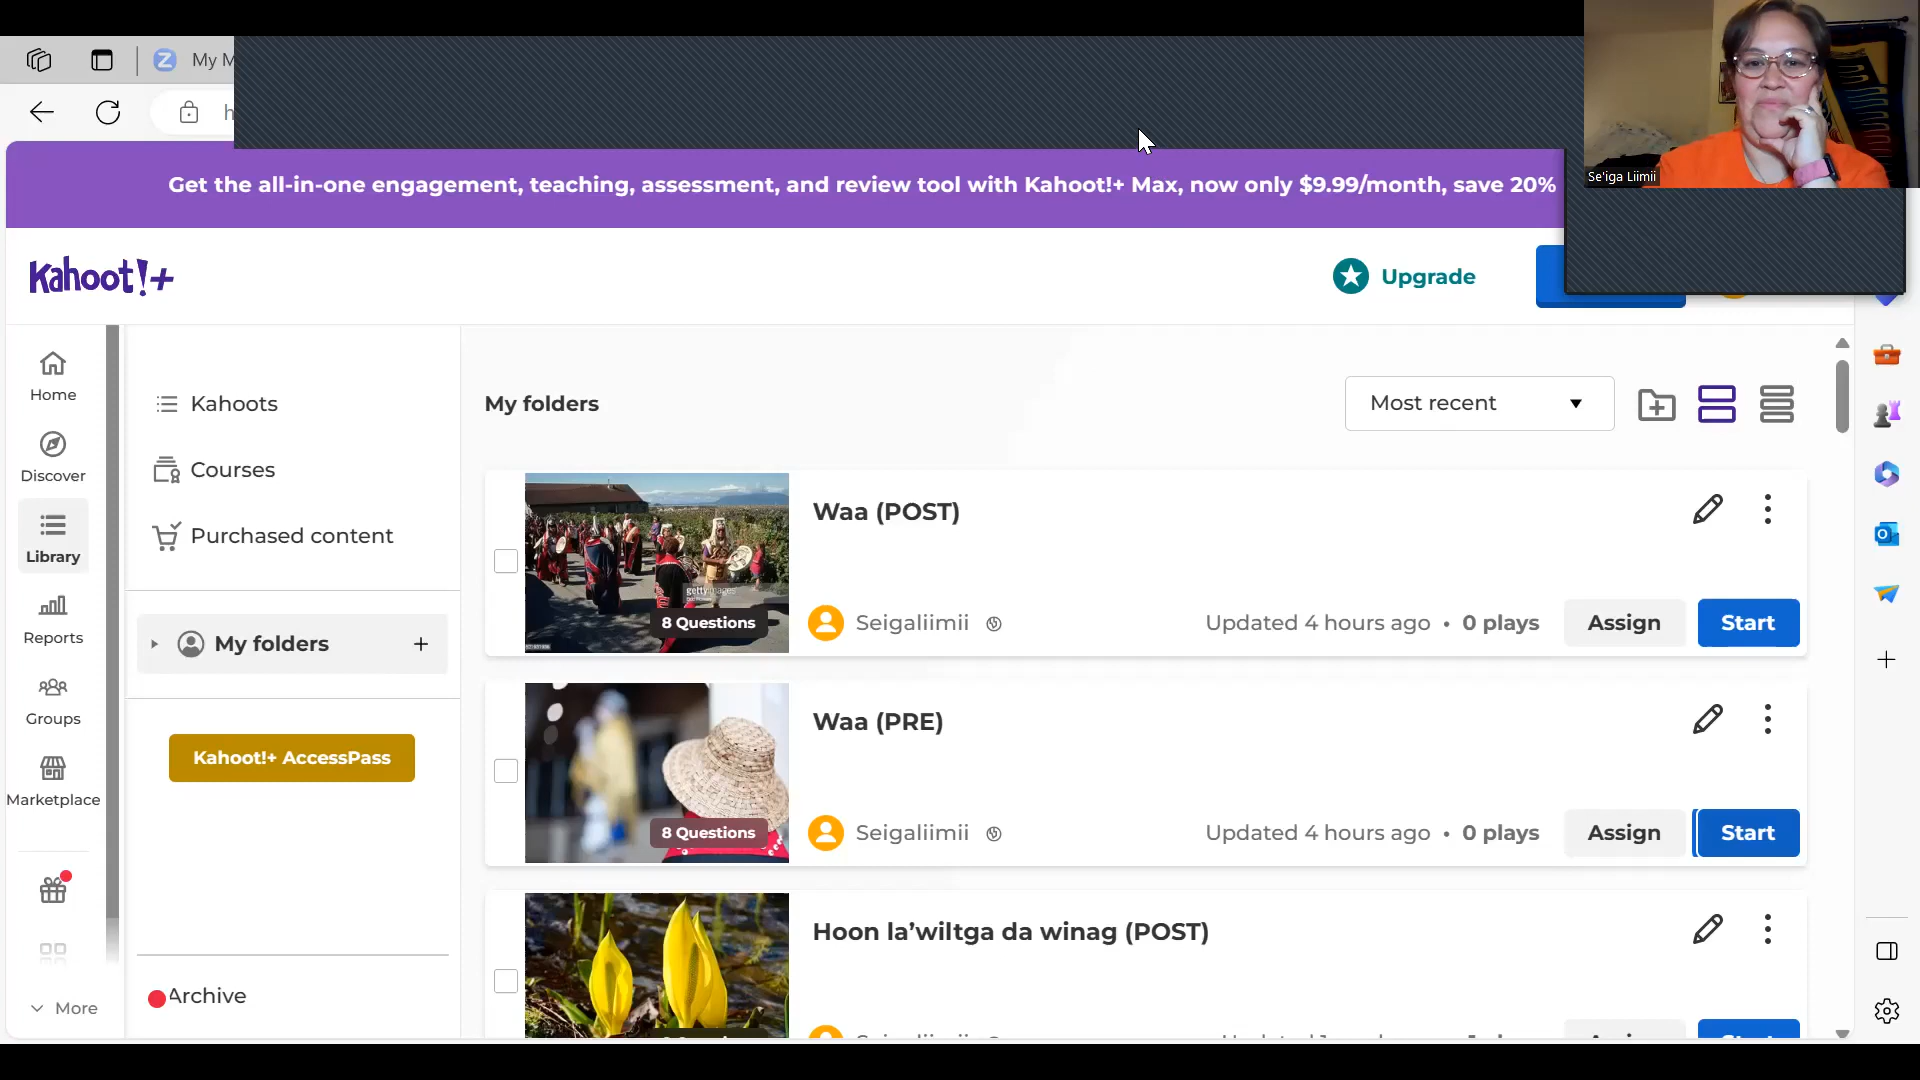 My M
h
Se'iga Liimii
Get the all-in-one engagement, teaching, assessment, and review tool with Kahoot!+ Max, now only $9.99/month, save 20%
Kahoot!+
Upgrade
Home
Discover
Library
Reports
Groups
Marketplace
More
Kahoots
Courses
Purchased content
My folders
+
Kahoot!+ AccessPass
Archive
My folders
Most recent
Waa (POST)
gettyimages
8 Questions
Seigaliimii
Updated 4 hours ago • 0 plays
Assign
Start
Waa (PRE)
8 Questions
Seigaliimii
Updated 4 hours ago • 0 plays
Assign
Start
Hoon la’wiltga da winag (POST)